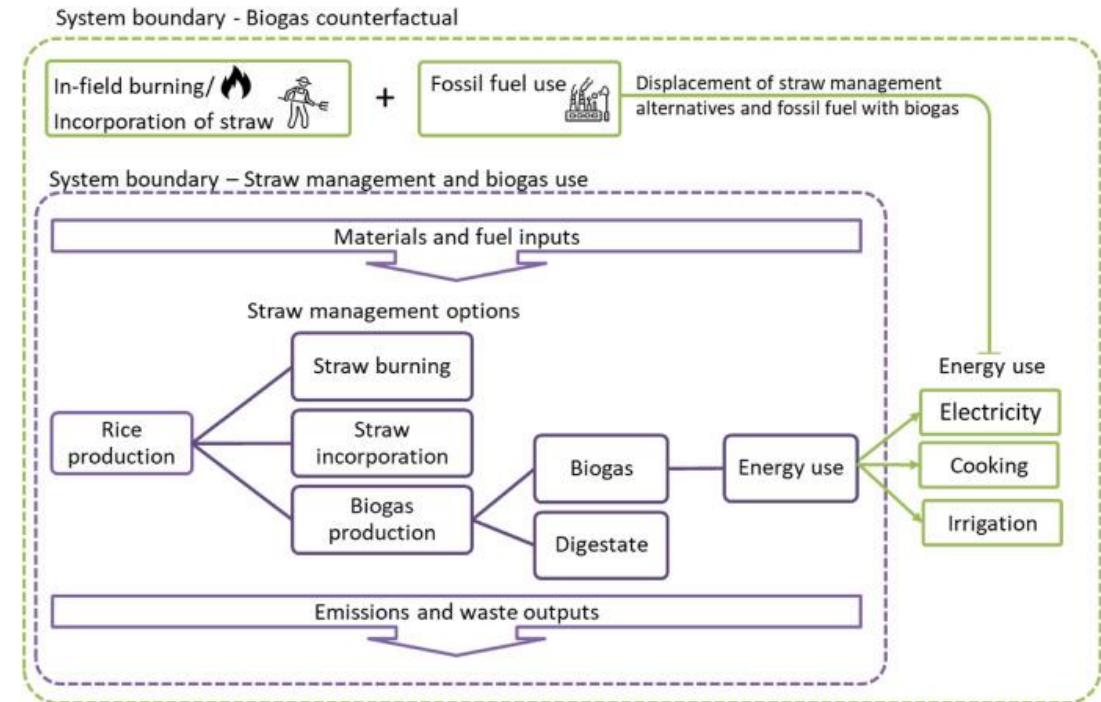 System boundary - Biogas counterfactual
In-field burning/
Incorporation of straw
+
Fossil fuel use
Displacement of straw management
alternatives and fossil fuel with biogas
System boundary – Straw management and biogas use
Materials and fuel inputs
Straw management options
Straw burning
Rice
production
Straw
incorporation
Biogas
production
Biogas
Digestate
Energy use
Energy use
Electricity
Cooking
Irrigation
Emissions and waste outputs